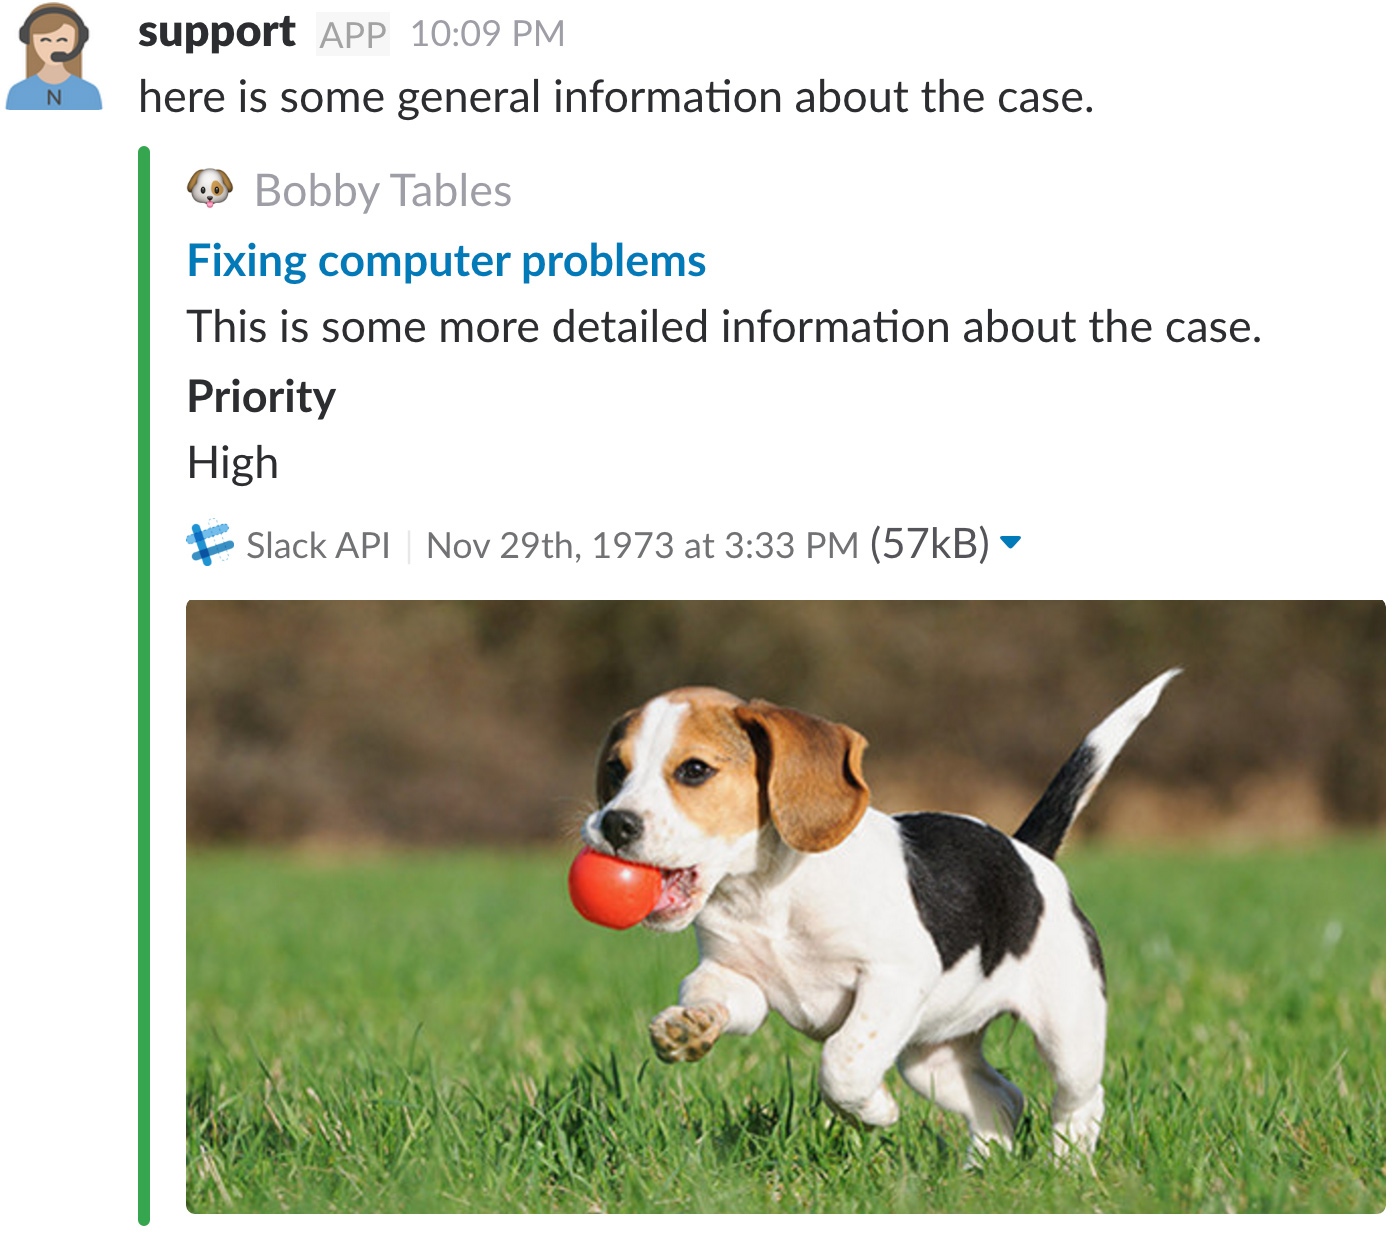 support APP 10:09 PM
N
here is some general information about the case.
Bobby Tables
Fixing computer problems
This is some more detailed information about the case.
Priority
High
Slack API | Nov 29th, 1973 at 3:33 PM (57kB)